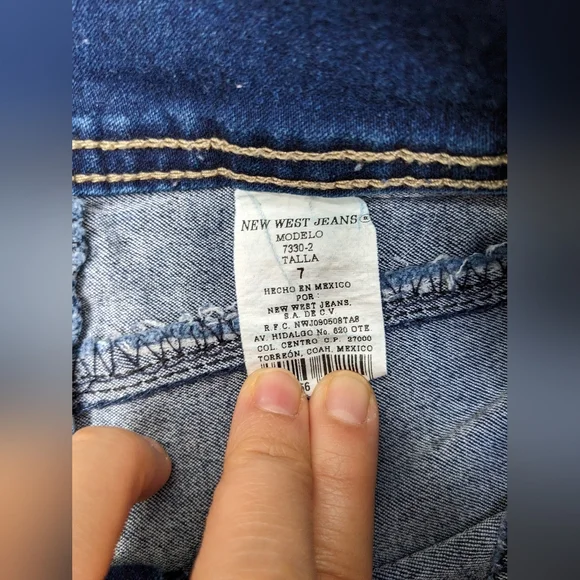 NEW WEST JEANS®
MODELO
7330-2
TALLA
7
HECHO EN MEXICO
POR
NEW WEST JEANS,
S.A. DE C V
R.F.C. NWJ090508TA8
AV. HIDALGO No. 620 OTE
COL. CENTRO C.P. 27000
TORREÓN, COAH. MEXICO